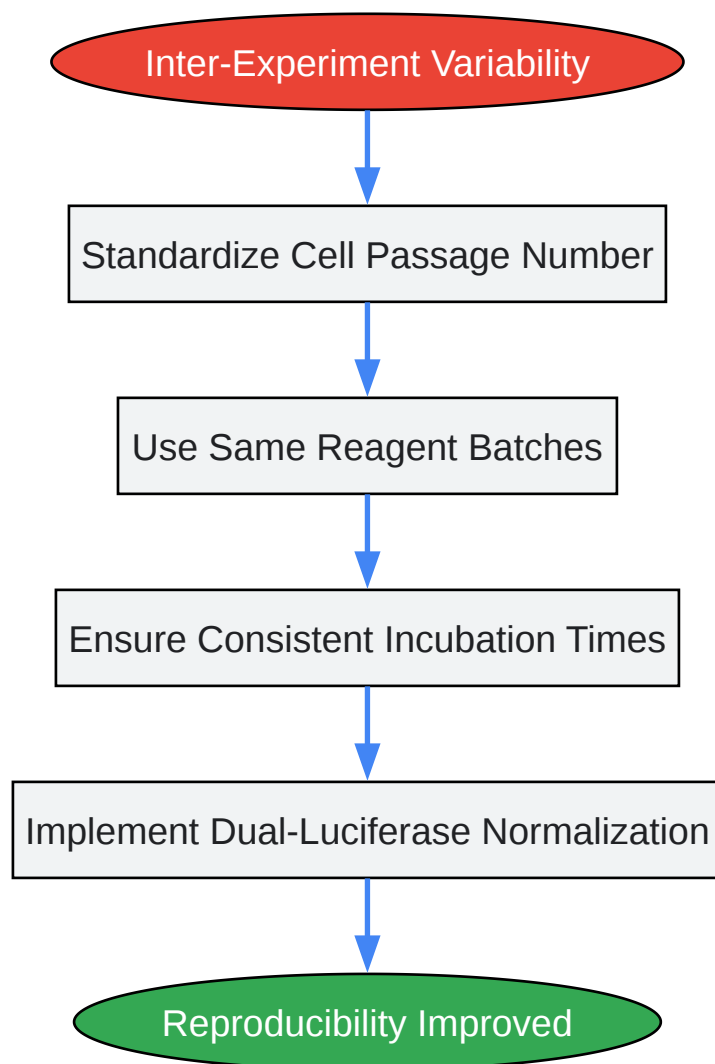 Inter-Experiment Variability
Standardize Cell Passage Number
Use Same Reagent Batches
Ensure Consistent Incubation Times
Implement Dual-Luciferase Normalization
Reproducibility Improved